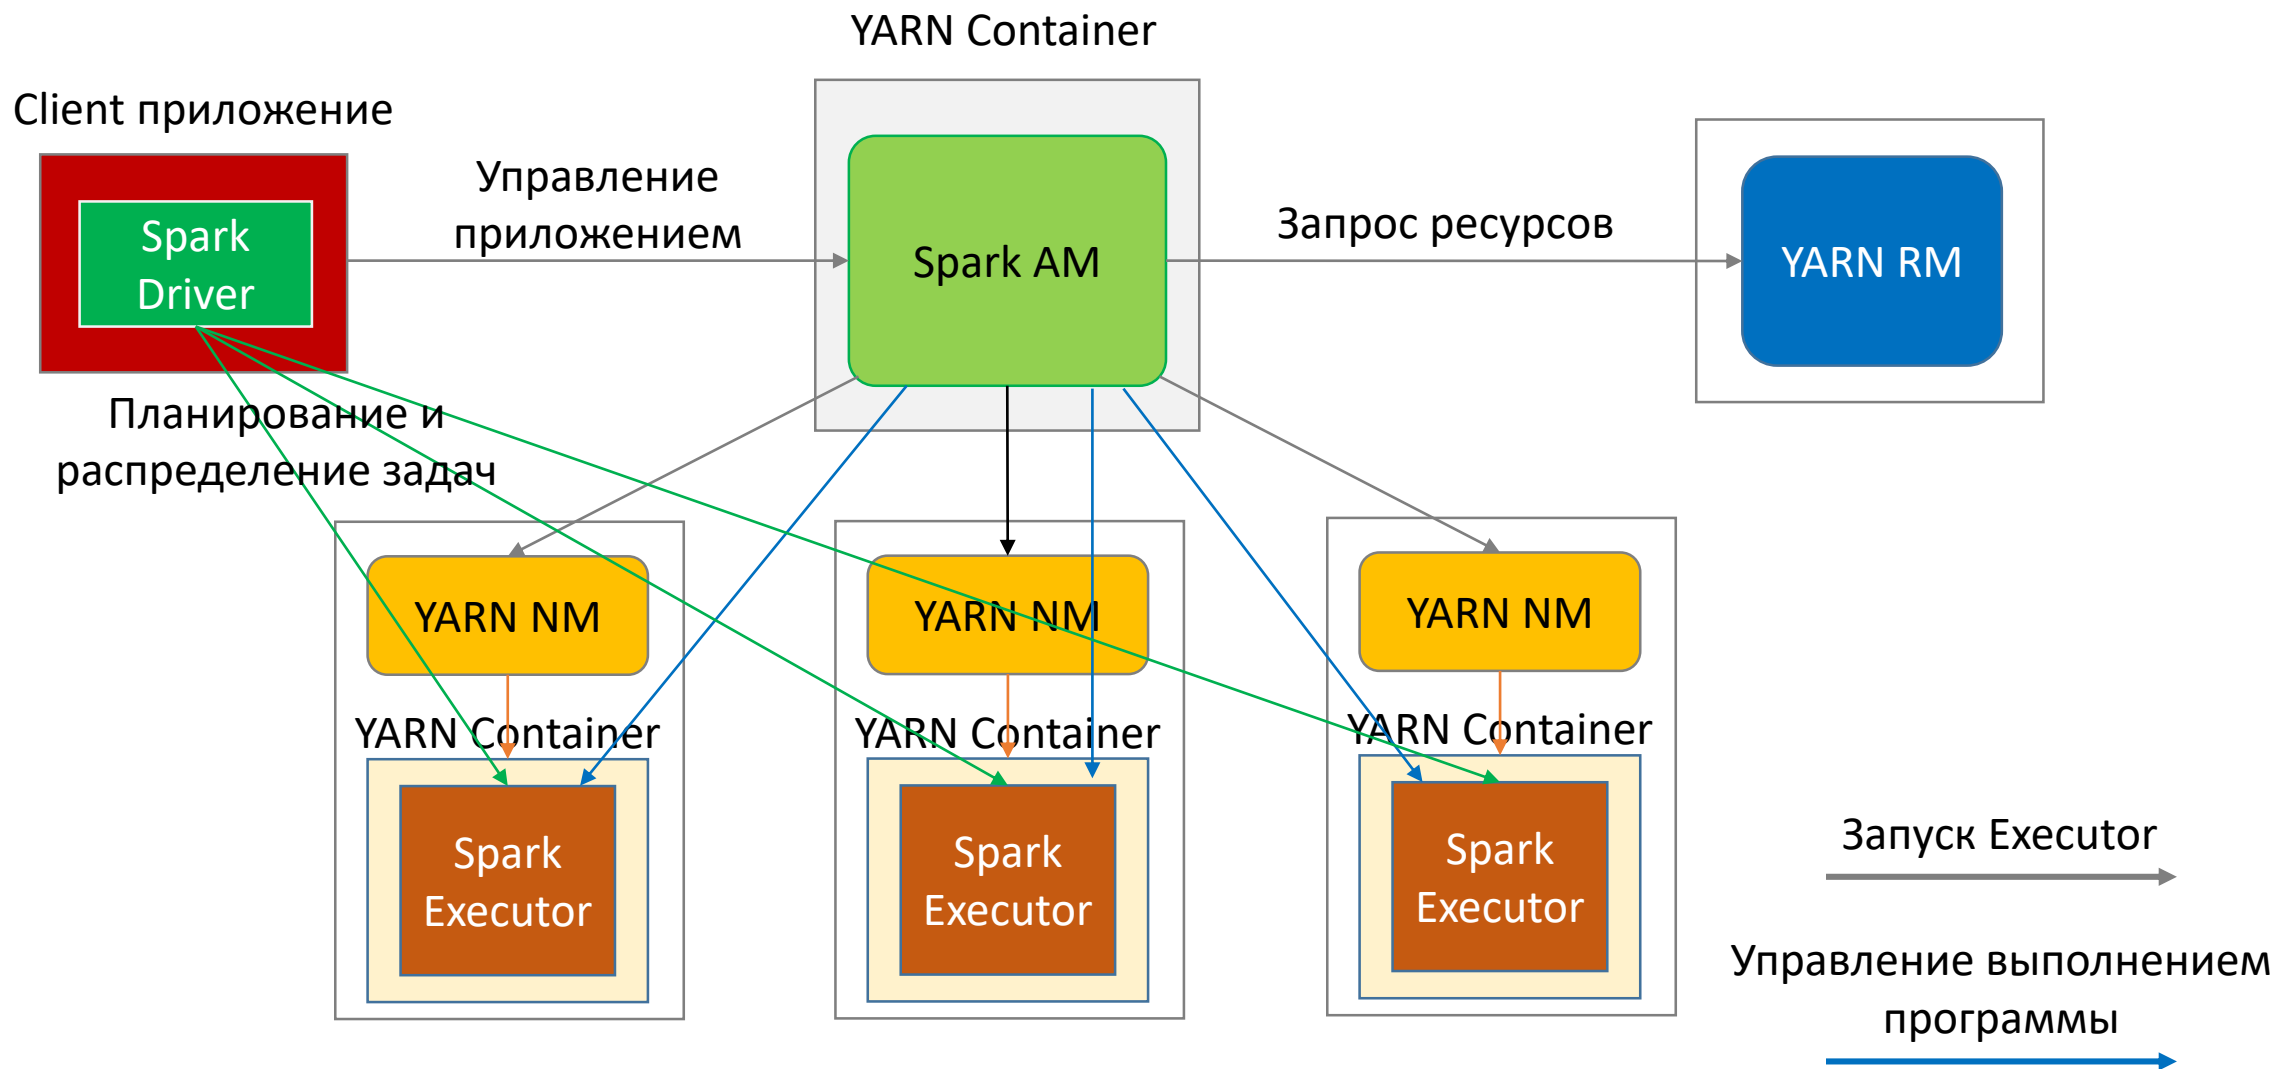 YARN Container
Client приложение
Spark
Driver
Управление
приложением
Spark AM
Запрос ресурсов
YARN RM
Планирование и
распределение задач
YARN NM
YARN NM
YARN NM
YARN Container
YARN Container
YARN Container
Spark
Executor
Spark
Executor
Spark
Executor
Запуск Executor
Управление выполнением
программы